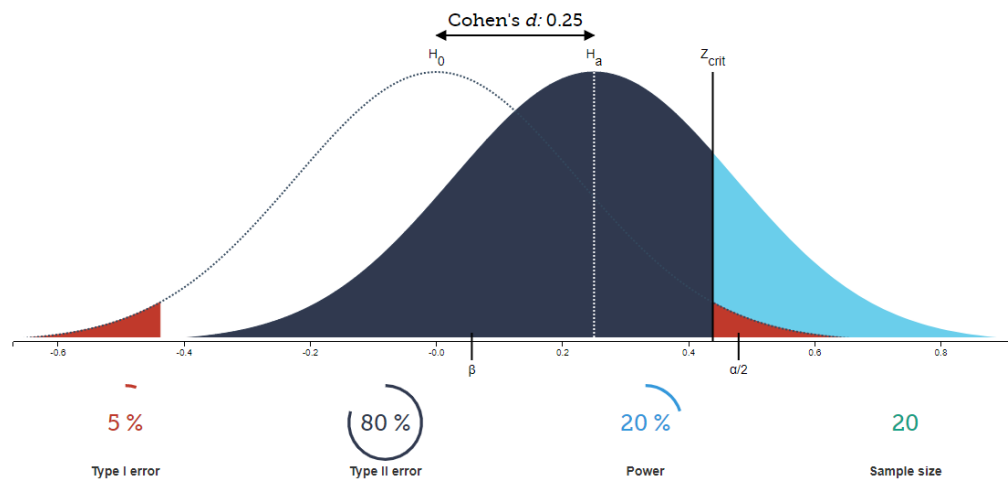 Cohen's d: 0.25
H0 Ha Zcrit
-0.6 -0.4 -0.2 -0.0 0.2 0.4 0.6 0.8
β α/2
5 % 80 % 20 % 20
Type I error Type II error Power Sample size